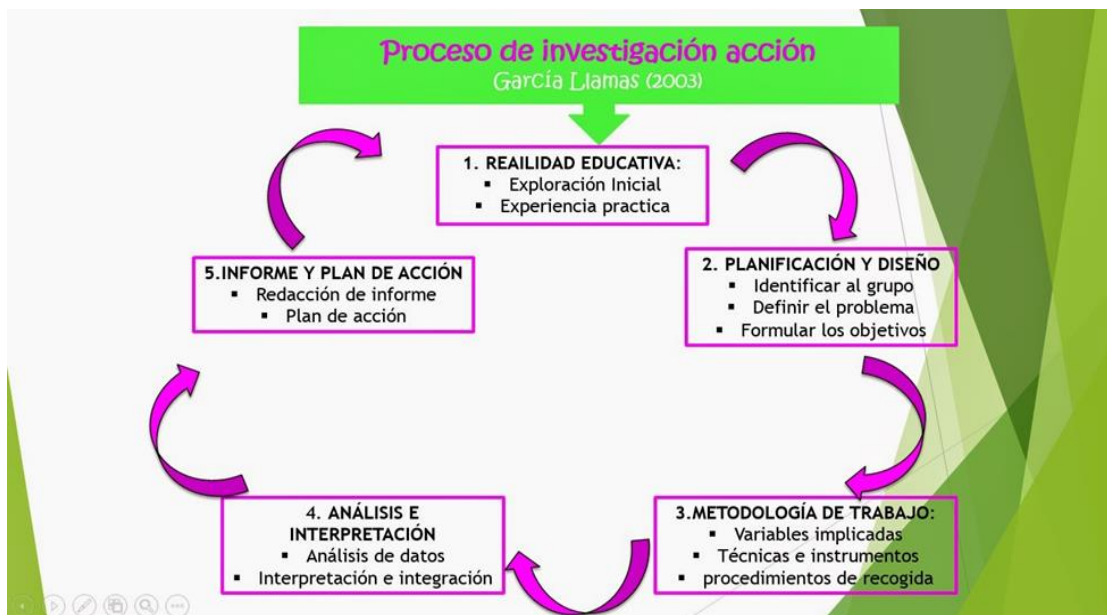 Proceso de investigación acción
García Llamas (2003)
1. REAILIDAD EDUCATIVA:
▪ Exploración Inicial
▪ Experiencia practica
2. PLANIFICACIÓN Y DISEÑO
▪ Identificar al grupo
▪ Definir el problema
▪ Formular los objetivos
3.METODOLOGÍA DE TRABAJO:
▪ Variables implicadas
▪ Técnicas e instrumentos
▪ procedimientos de recogida
4. ANÁLISIS E
INTERPRETACIÓN
▪ Análisis de datos
▪ Interpretación e integración
5.INFORME Y PLAN DE ACCIÓN
▪ Redacción de informe
▪ Plan de acción